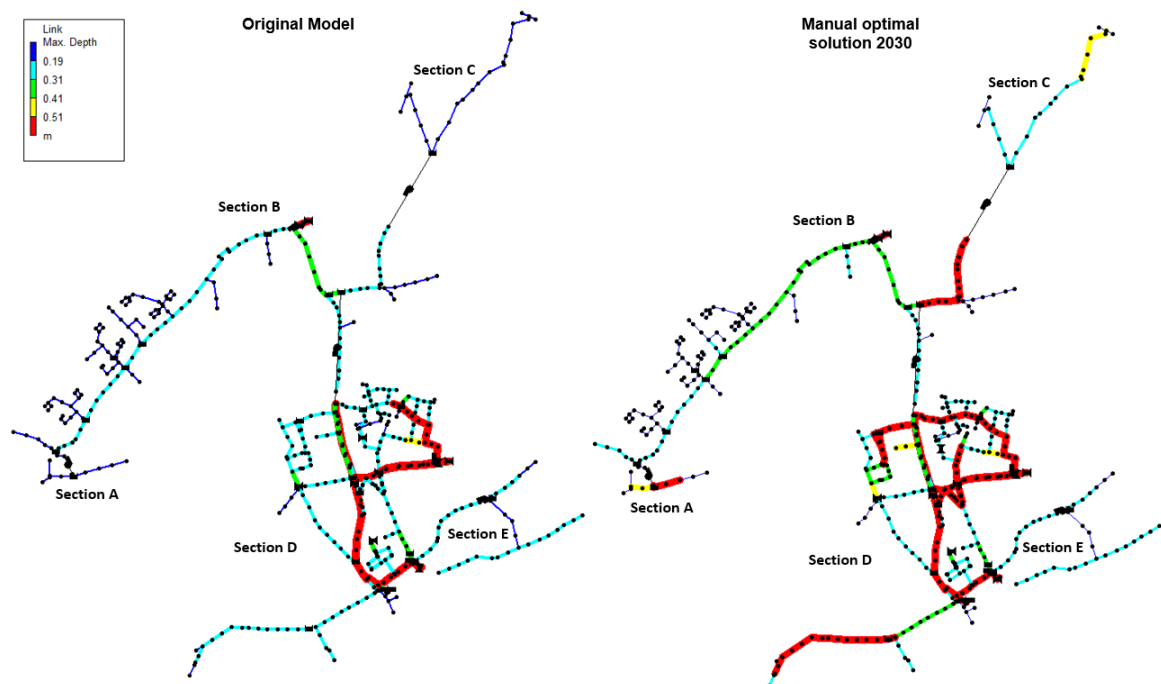 Original Model
Manual optimal
solution 2030
Link
Max. Depth
0.19
0.31
0.41
0.51
m
Section C
Section B
Section A
Section D
Section E
Section C
Section B
Section A
Section D
Section E